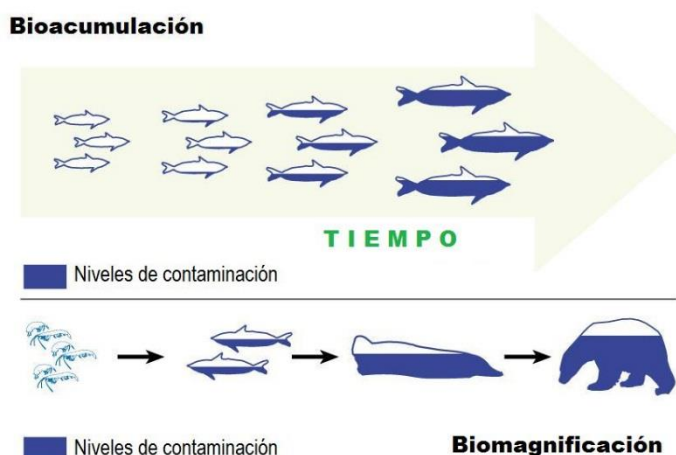 Bioacumulación
TIEMPO
Niveles de contaminación
Niveles de contaminación
Biomagnificación